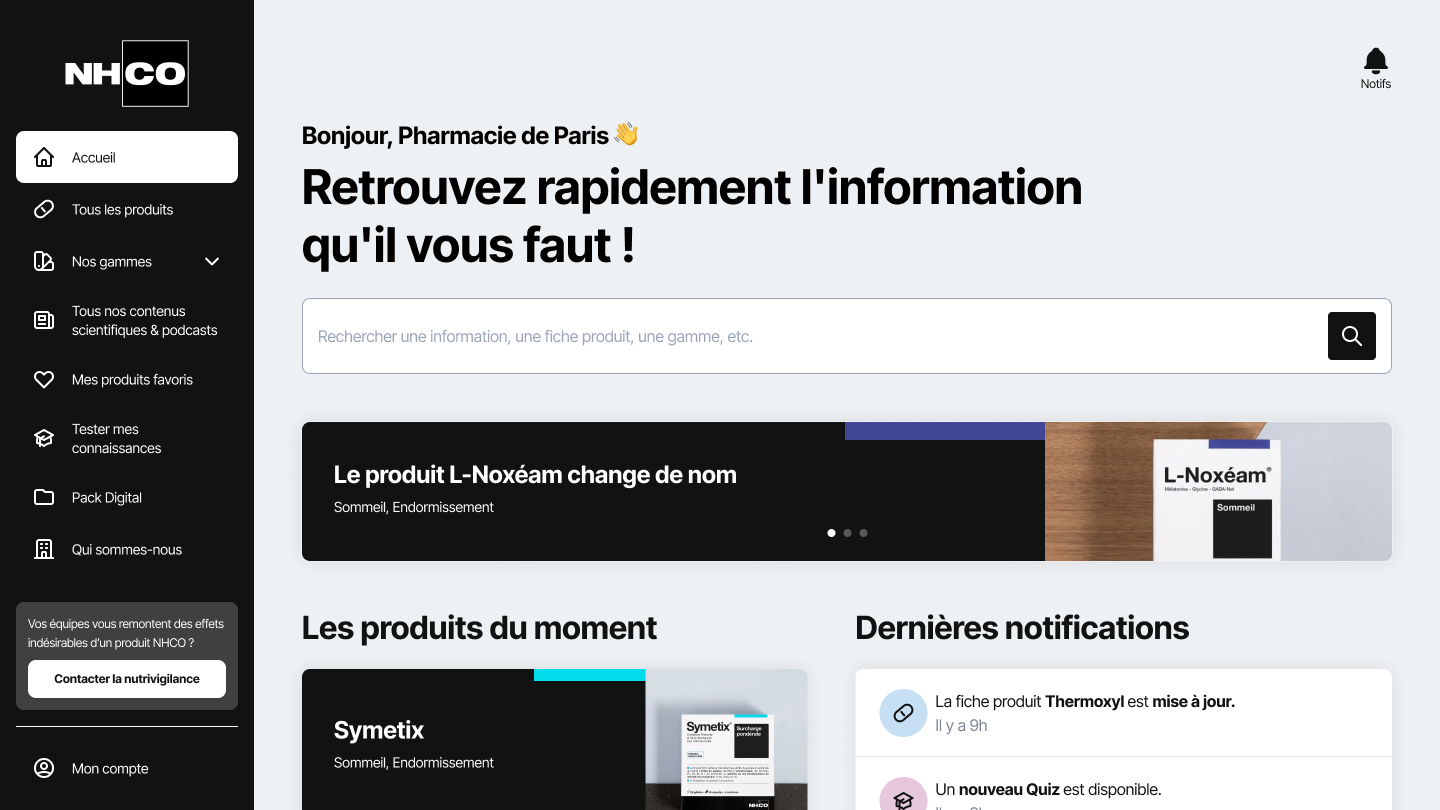 NHCO
Accueil
Tous les produits
Nos gammes
Tous nos contenus
scientifiques & podcasts
Mes produits favoris
Tester mes
connaissances
Pack Digital
Qui sommes-nous
Vos équipes vous remontent des effets
indésirables d'un produit NHCO ?
Contacter la nutrivigilance
Mon compte
Notifs
Bonjour, Pharmacie de Paris 👋
Retrouvez rapidement l'information
qu'il vous faut !
Rechercher une information, une fiche produit, une gamme, etc.
Le produit L-Noxéam change de nom
Sommeil, Endormissement
L-Noxéam®
Mélatonine - Glycine - GABA-Nat
Sommeil
Les produits du moment
Symetix
Sommeil, Endormissement
Symetix
Surcharge
pondérale
NHCO
Dernières notifications
La fiche produit Thermoxyl est mise à jour.
Il y a 9h
Un nouveau Quiz est disponible.